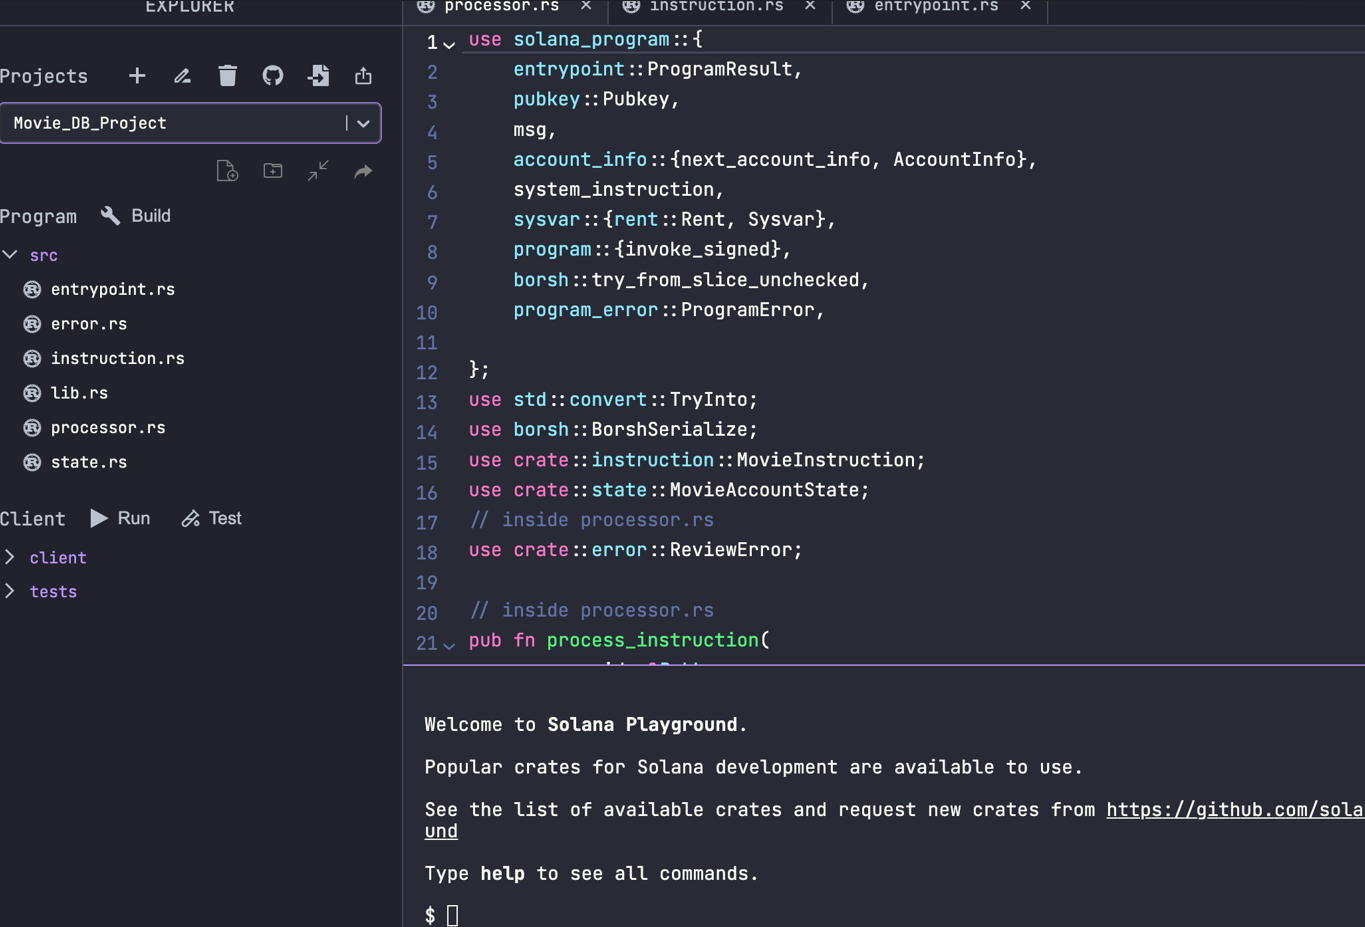 EXPLORER
Projects
Movie_DB_Project
Program Build
src
entrypoint.rs
error.rs
instruction.rs
lib.rs
processor.rs
state.rs
Client Run Test
client
tests
processor.rs × instruction.rs × entrypoint.rs ×
1 use solana_program::{
2 entrypoint::ProgramResult,
3 pubkey::Pubkey,
4 msg,
5 account_info::{next_account_info, AccountInfo},
6 system_instruction,
7 sysvar::{rent::Rent, Sysvar},
8 program::{invoke_signed},
9 borsh::try_from_slice_unchecked,
10 program_error::ProgramError,
11
12 };
13 use std::convert::TryInto;
14 use borsh::BorshSerialize;
15 use crate::instruction::MovieInstruction;
16 use crate::state::MovieAccountState;
17 // inside processor.rs
18 use crate::error::ReviewError;
19
20 // inside processor.rs
21 pub fn process_instruction(
Welcome to Solana Playground.
Popular crates for Solana development are available to use.
See the list of available crates and request new crates from https://github.com/sola
und
Type help to see all commands.
$